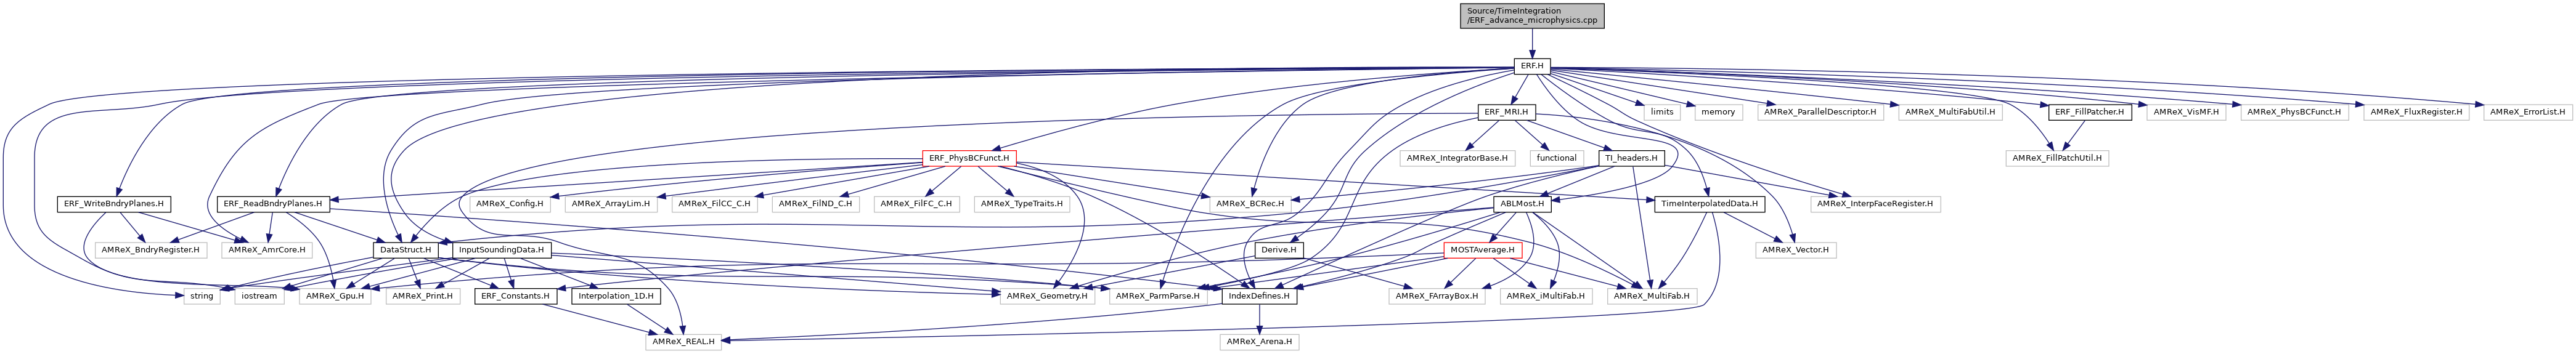 Source/TimeIntegration
/ERF_advance_microphysics.cpp
ERF.H
ERF_MRI.H
limits
memory
AMReX_ParallelDescriptor.H
AMReX_MultiFabUtil.H
ERF_FillPatcher.H
AMReX_VisMF.H
AMReX_PhysBCFunct.H
AMReX_FluxRegister.H
AMReX_ErrorList.H
ERF_PhysBCFunct.H
AMReX_IntegratorBase.H
functional
TI_headers.H
AMReX_FillPatchUtil.H
ERF_WriteBndryPlanes.H
ERF_ReadBndryPlanes.H
AMReX_Config.H
AMReX_ArrayLim.H
AMReX_FilCC_C.H
AMReX_FilND_C.H
AMReX_FilFC_C.H
AMReX_TypeTraits.H
AMReX_BCRec.H
ABLMost.H
TimeInterpolatedData.H
AMReX_InterpFaceRegister.H
AMReX_BndryRegister.H
AMReX_AmrCore.H
DataStruct.H
InputSoundingData.H
Derive.H
MOSTAverage.H
AMReX_Vector.H
string
iostream
AMReX_Gpu.H
AMReX_Print.H
ERF_Constants.H
Interpolation_1D.H
AMReX_Geometry.H
AMReX_ParmParse.H
IndexDefines.H
AMReX_FArrayBox.H
AMReX_iMultiFab.H
AMReX_MultiFab.H
AMReX_REAL.H
AMReX_Arena.H